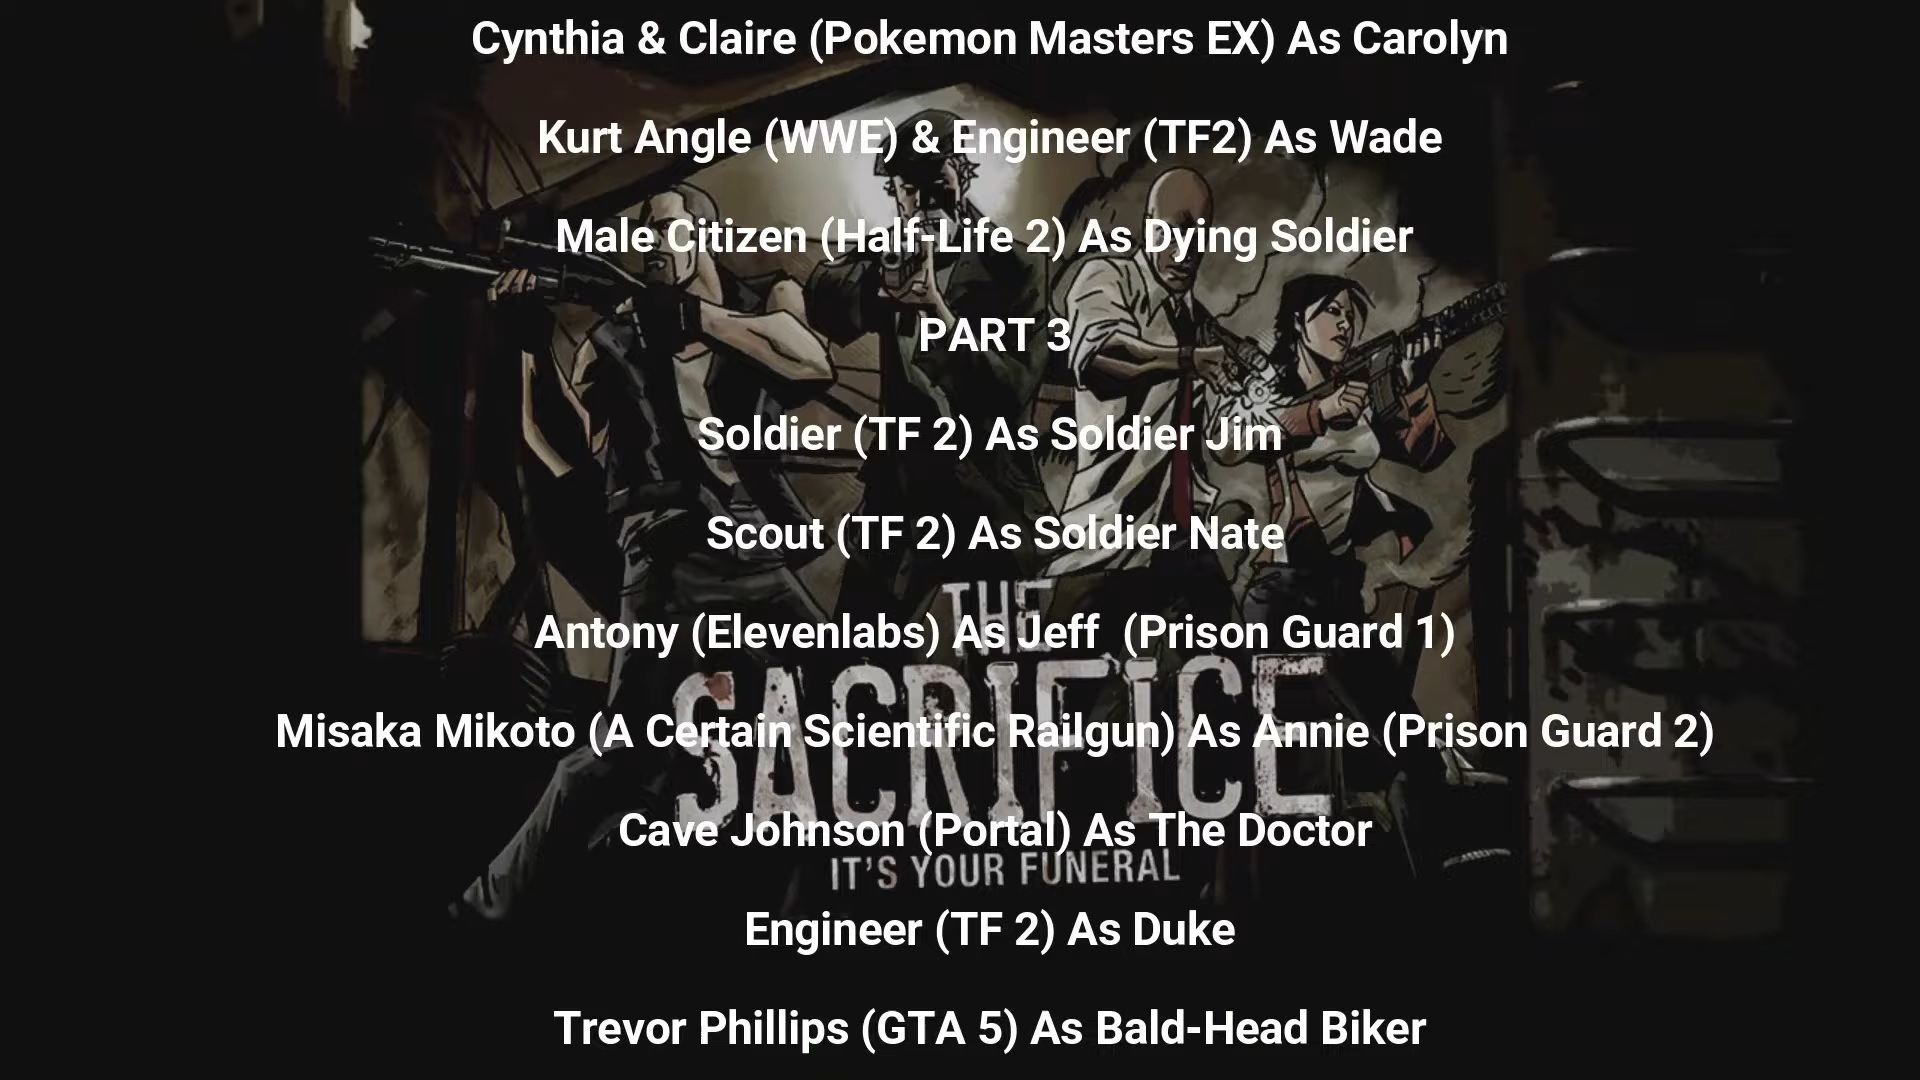 Cynthia & Claire (Pokemon Masters EX) As Carolyn
Kurt Angle (WWE) & Engineer (TF2) As Wade
Male Citizen (Half-Life 2) As Dying Soldier
PART 3
Soldier (TF 2) As Soldier Jim
Scout (TF 2) As Soldier Nate
THE
Antony (Elevenlabs) As Jeff  (Prison Guard 1)
SACRIFICE
Misaka Mikoto (A Certain Scientific Railgun) As Annie (Prison Guard 2)
Cave Johnson (Portal) As The Doctor
IT'S YOUR FUNERAL
Engineer (TF 2) As Duke
Trevor Phillips (GTA 5) As Bald-Head Biker